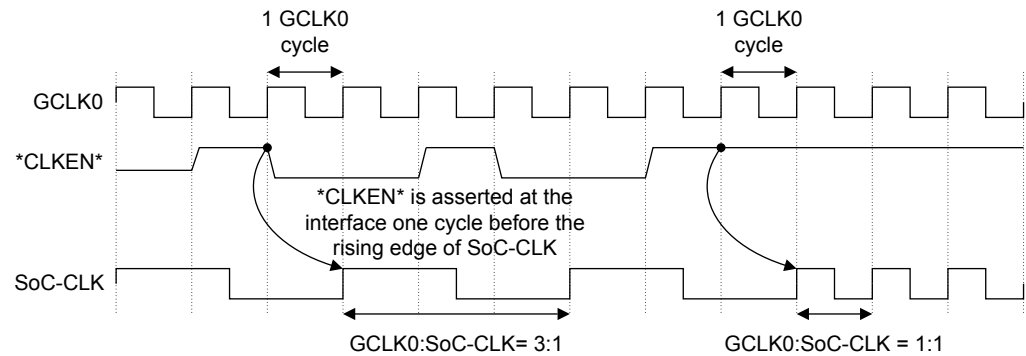 1 GCLK0
cycle
1 GCLK0
cycle
GCLK0
*CLKEN*
*CLKEN* is asserted at the
interface one cycle before the
rising edge of SoC-CLK
SoC-CLK
GCLK0:SoC-CLK= 3:1
GCLK0:SoC-CLK = 1:1